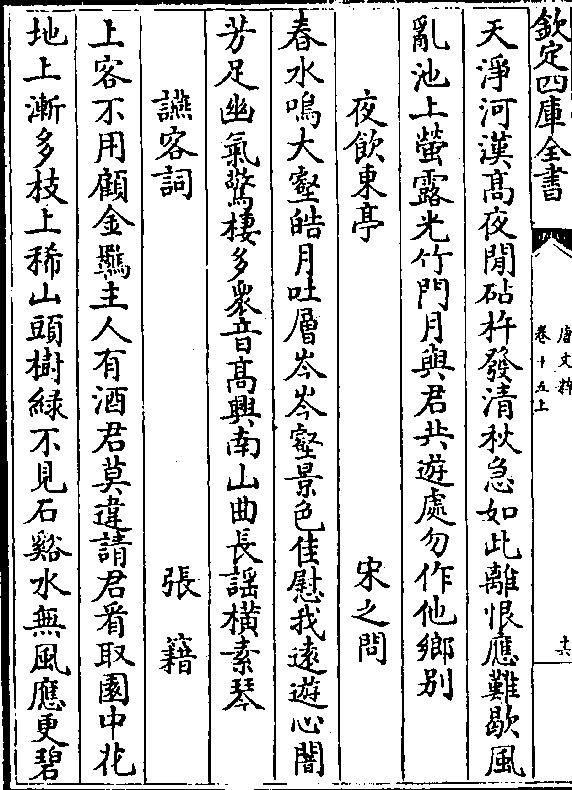 欽定四庫全書
唐文粹
卷十五上
十六
天淨河漢高夜閒砧杵發清秋急如此離恨應難歇風
亂池上螢露光竹門月與君共遊處勿作他鄉别
夜飲東亭
宋之問
春水鳴大壑皓月吐層岑岑壑景色佳慰我遠遊心闇
芳足幽氣驚棲多衆音高興南山曲長謡橫素琴
讌客詞
張籍
上客不用顧金羈主人有酒君莫違請君看取園中花
地上漸多枝上稀山頭樹緑不見石谿水無風應更碧